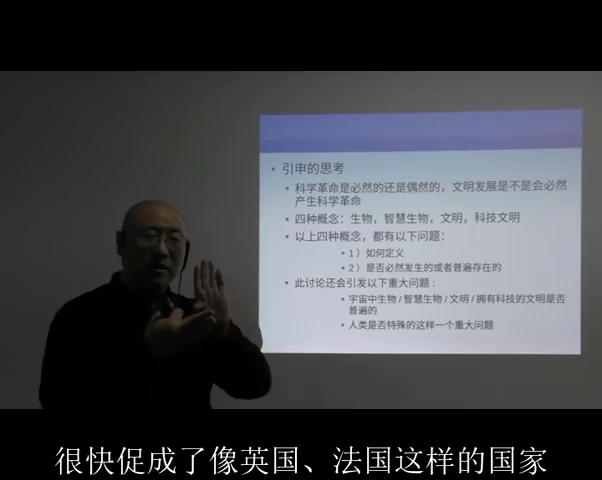 引申的思考
科学革命是必然的还是偶然的，文明发展是不是会必然
产生科学革命
四种概念：生物，智慧生物，文明，科技文明
以上四种概念，都有以下问题：
1）如何定义
2）是否必然发生的或者普遍存在的
此讨论还会引发以下重大问题：
宇宙中生物/智慧生物/文明/拥有科技的文明是否
普遍的
人类是否特殊的这样一个重大问题
很快促成了像英国、法国这样的国家